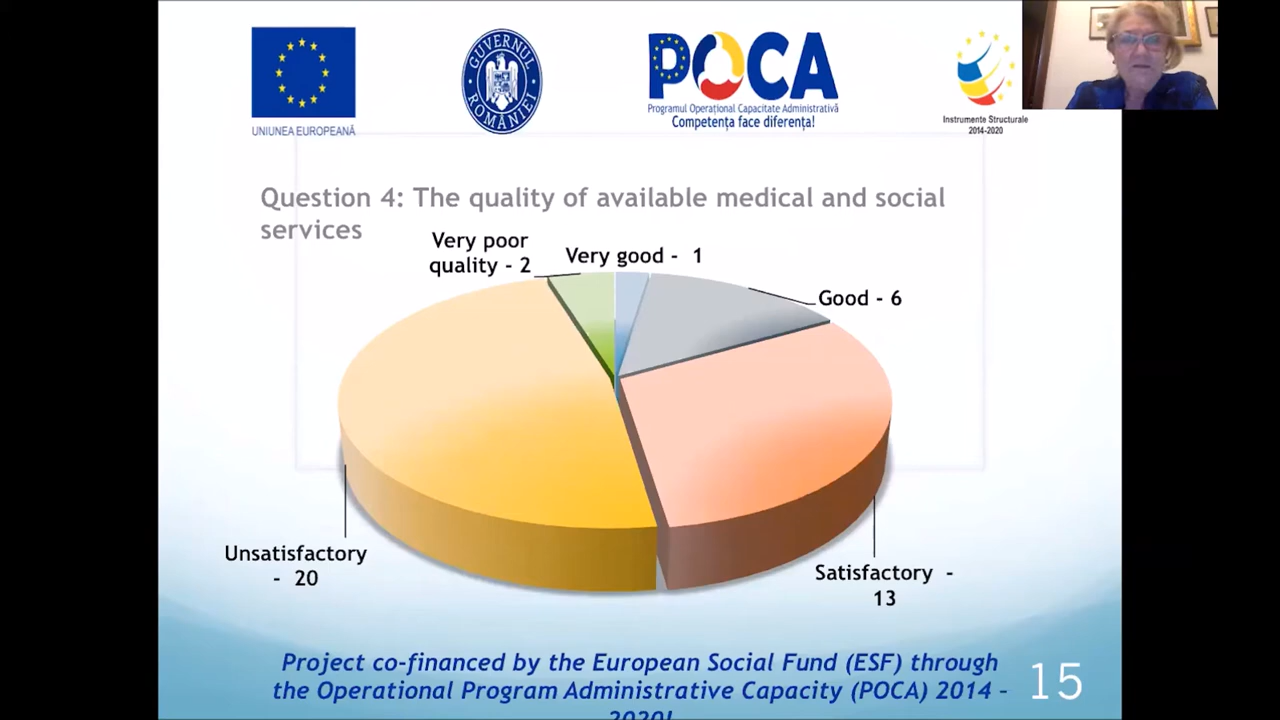 UNIUNEA EUROPEANĂ
GUVERNUL ROMÂNIEI
POCA
Programul Operațional Capacitate Administrativă
Competența face diferența!
Instrumente Structurale
2014-2020
Question 4: The quality of available medical and social
services
Very poor
quality - 2
Very good - 1
Good - 6
Unsatisfactory
- 20
Satisfactory -
13
Project co-financed by the European Social Fund (ESF) through
the Operational Program Administrative Capacity (POCA) 2014 –
2020!
15